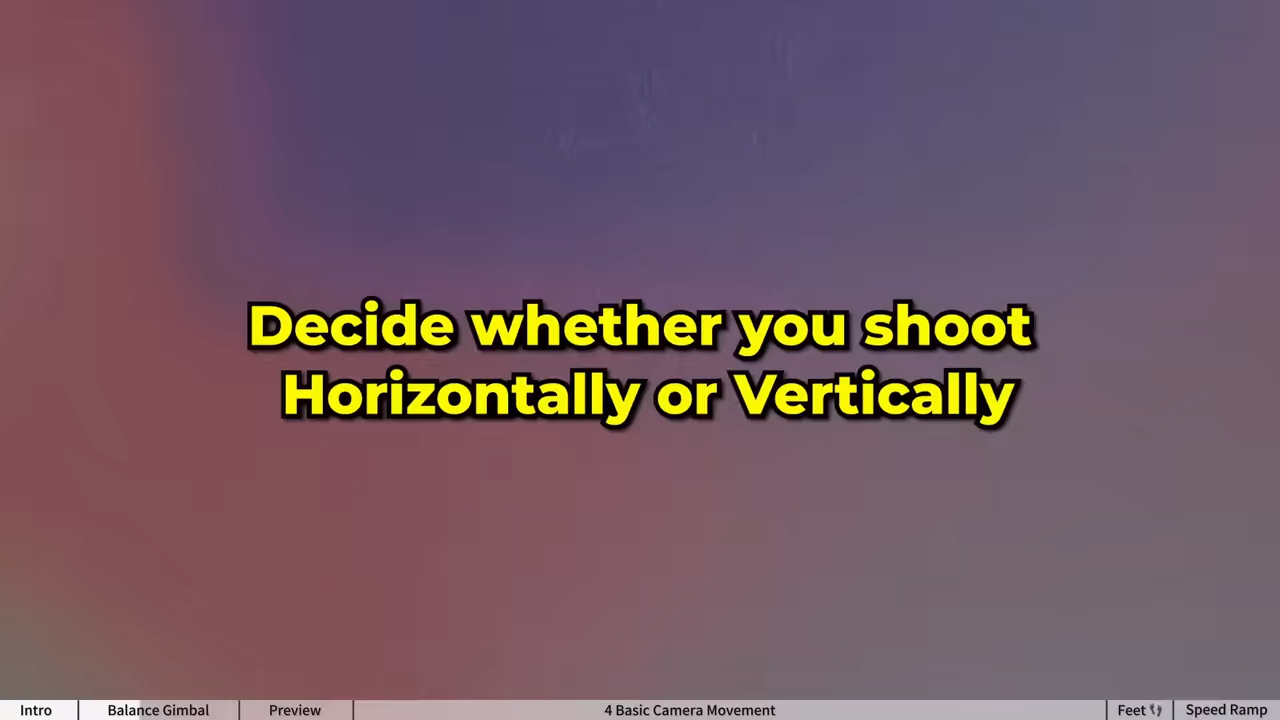 Decide whether you shoot
Horizontally or Vertically
Intro
Balance Gimbal
Preview
4 Basic Camera Movement
Feet 👣
Speed Ramp